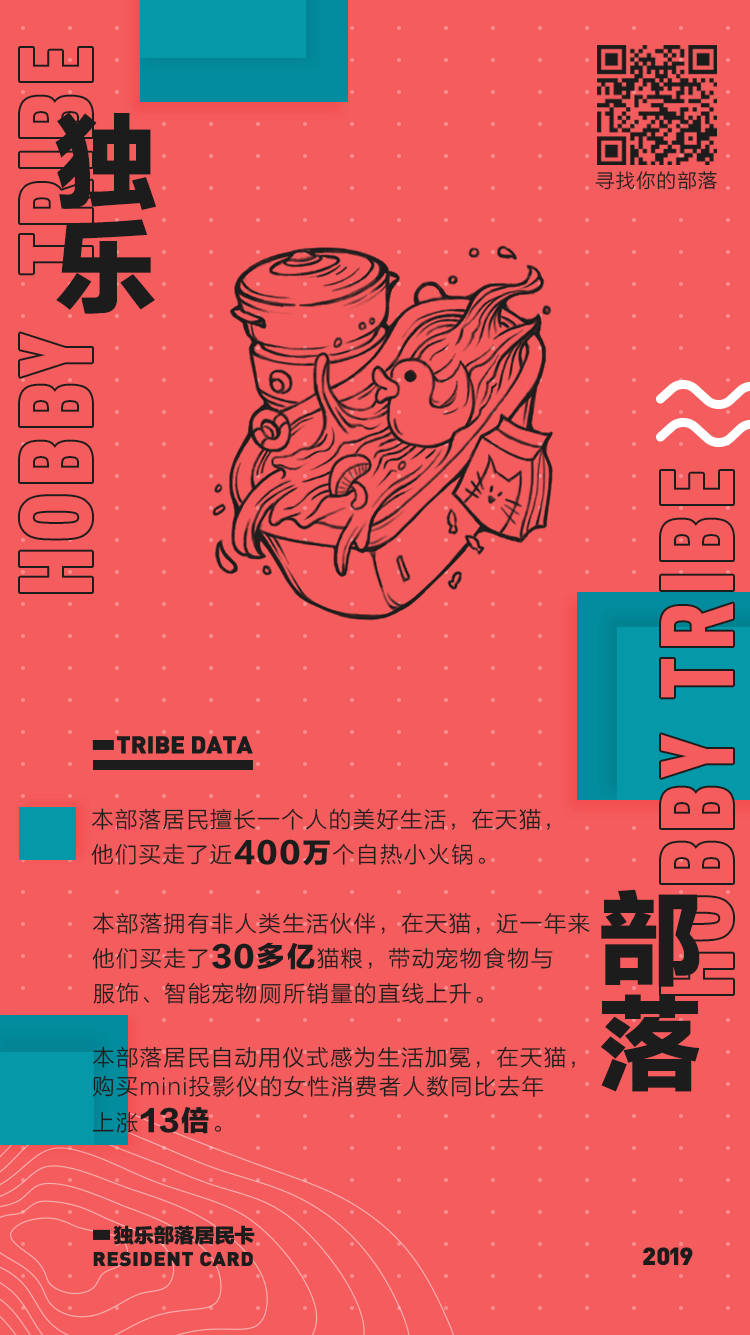 HOBBY TRIBE
独乐
寻找你的部落
HOBBY TRIBE
部落
TRIBE DATA
本部落居民擅长一个人的美好生活，在天猫，
他们买走了近400万个自热小火锅。
本部落拥有非人类生活伙伴，在天猫，近一年来
他们买走了30多亿猫粮，带动宠物食物与
服饰、智能宠物厕所销量的直线上升。
本部落居民自动用仪式感为生活加冕，在天猫，
购买mini投影仪的女性消费者人数同比去年
上涨13倍。
独乐部落居民卡
RESIDENT CARD
2019